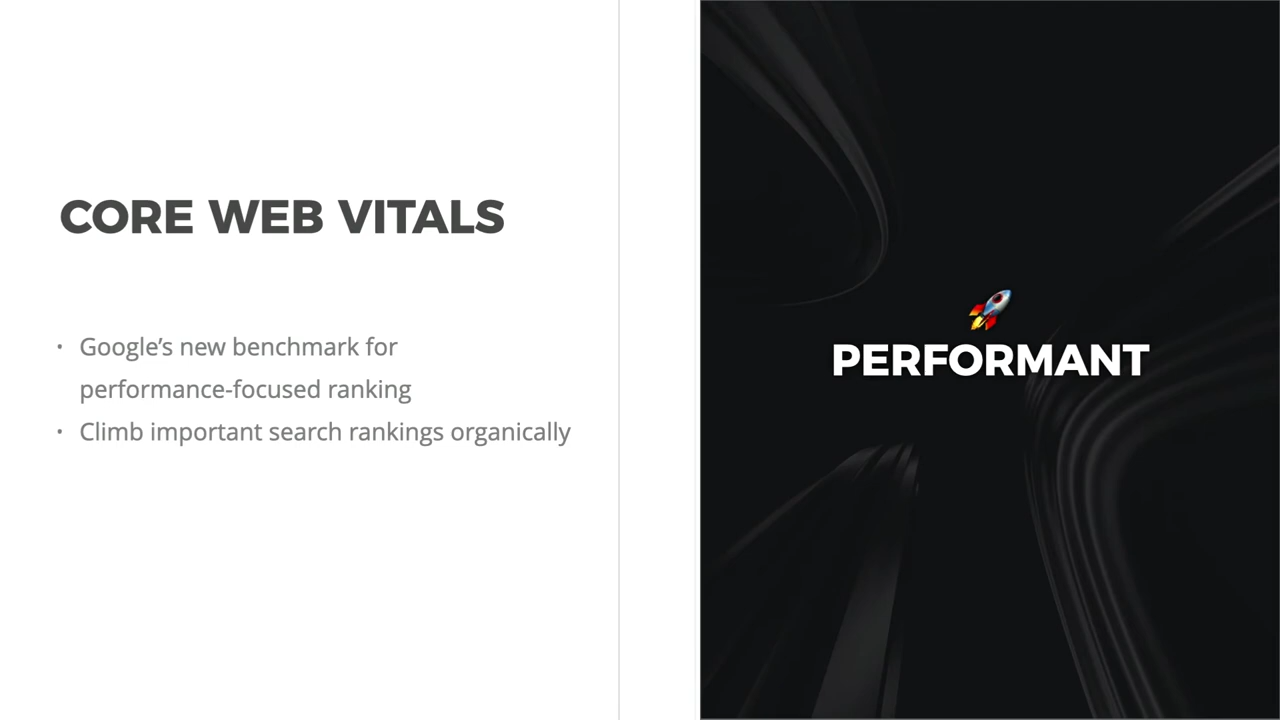 CORE WEB VITALS
• Google’s new benchmark for
performance-focused ranking
• Climb important search rankings organically
🚀
PERFORMANT